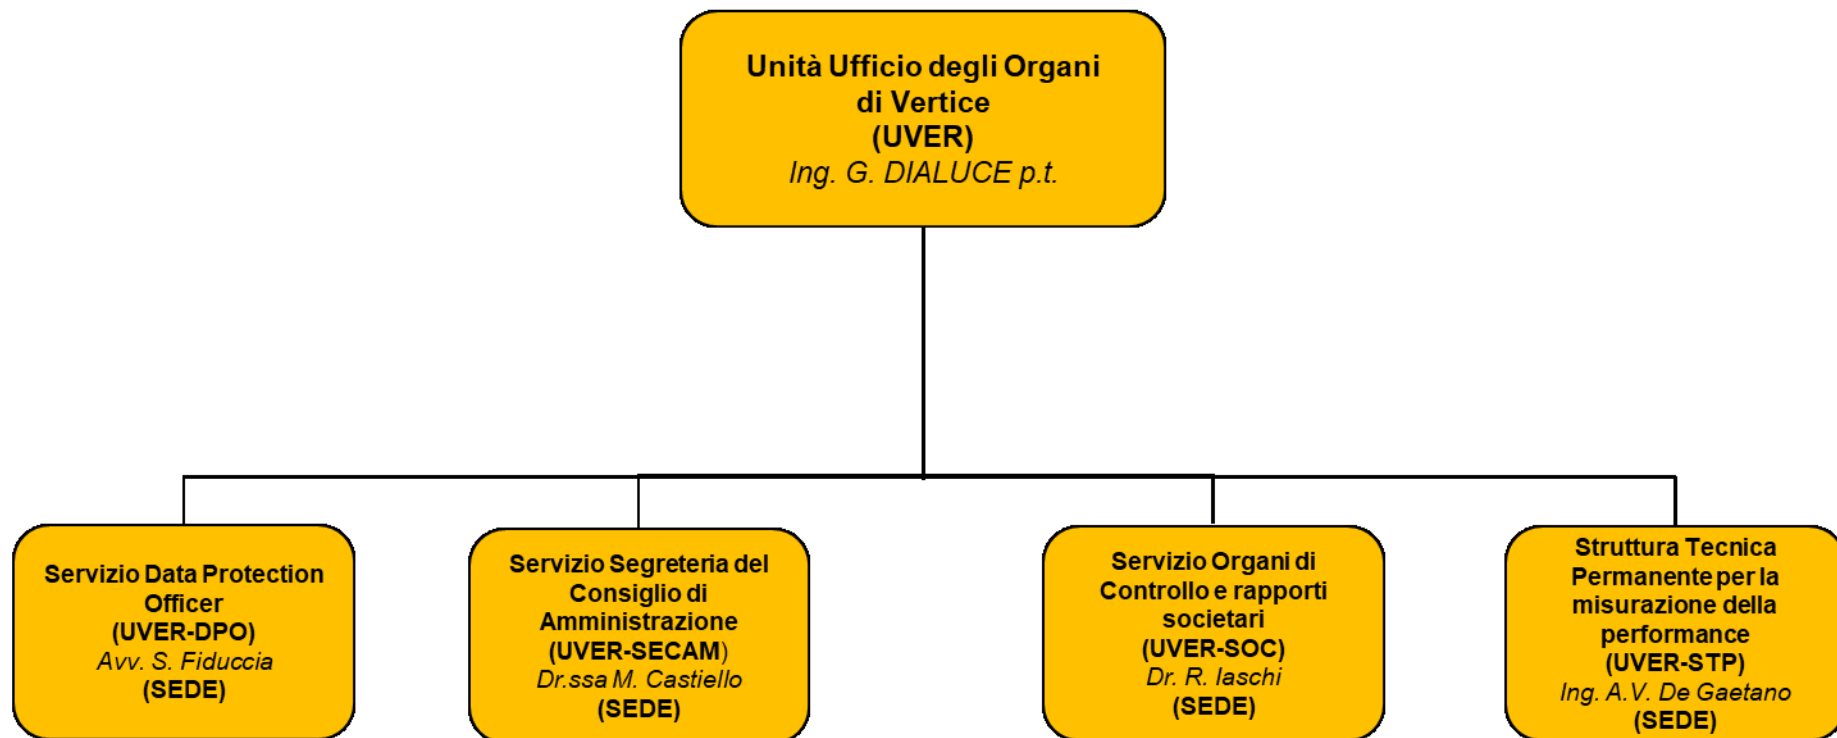 Unità Ufficio degli Organi
di Vertice
(UVER)
Ing. G. DIALUCE p.t.
Servizio Data Protection
Officer
(UVER-DPO)
Avv. S. Fiduccia
(SEDE)
Servizio Segreteria del
Consiglio di
Amministrazione
(UVER-SECAM)
Dr.ssa M. Castiello
(SEDE)
Servizio Organi di
Controllo e rapporti
societari
(UVER-SOC)
Dr. R. Iaschi
(SEDE)
Struttura Tecnica
Permanente per la
misurazione della
performance
(UVER-STP)
Ing. A.V. De Gaetano
(SEDE)